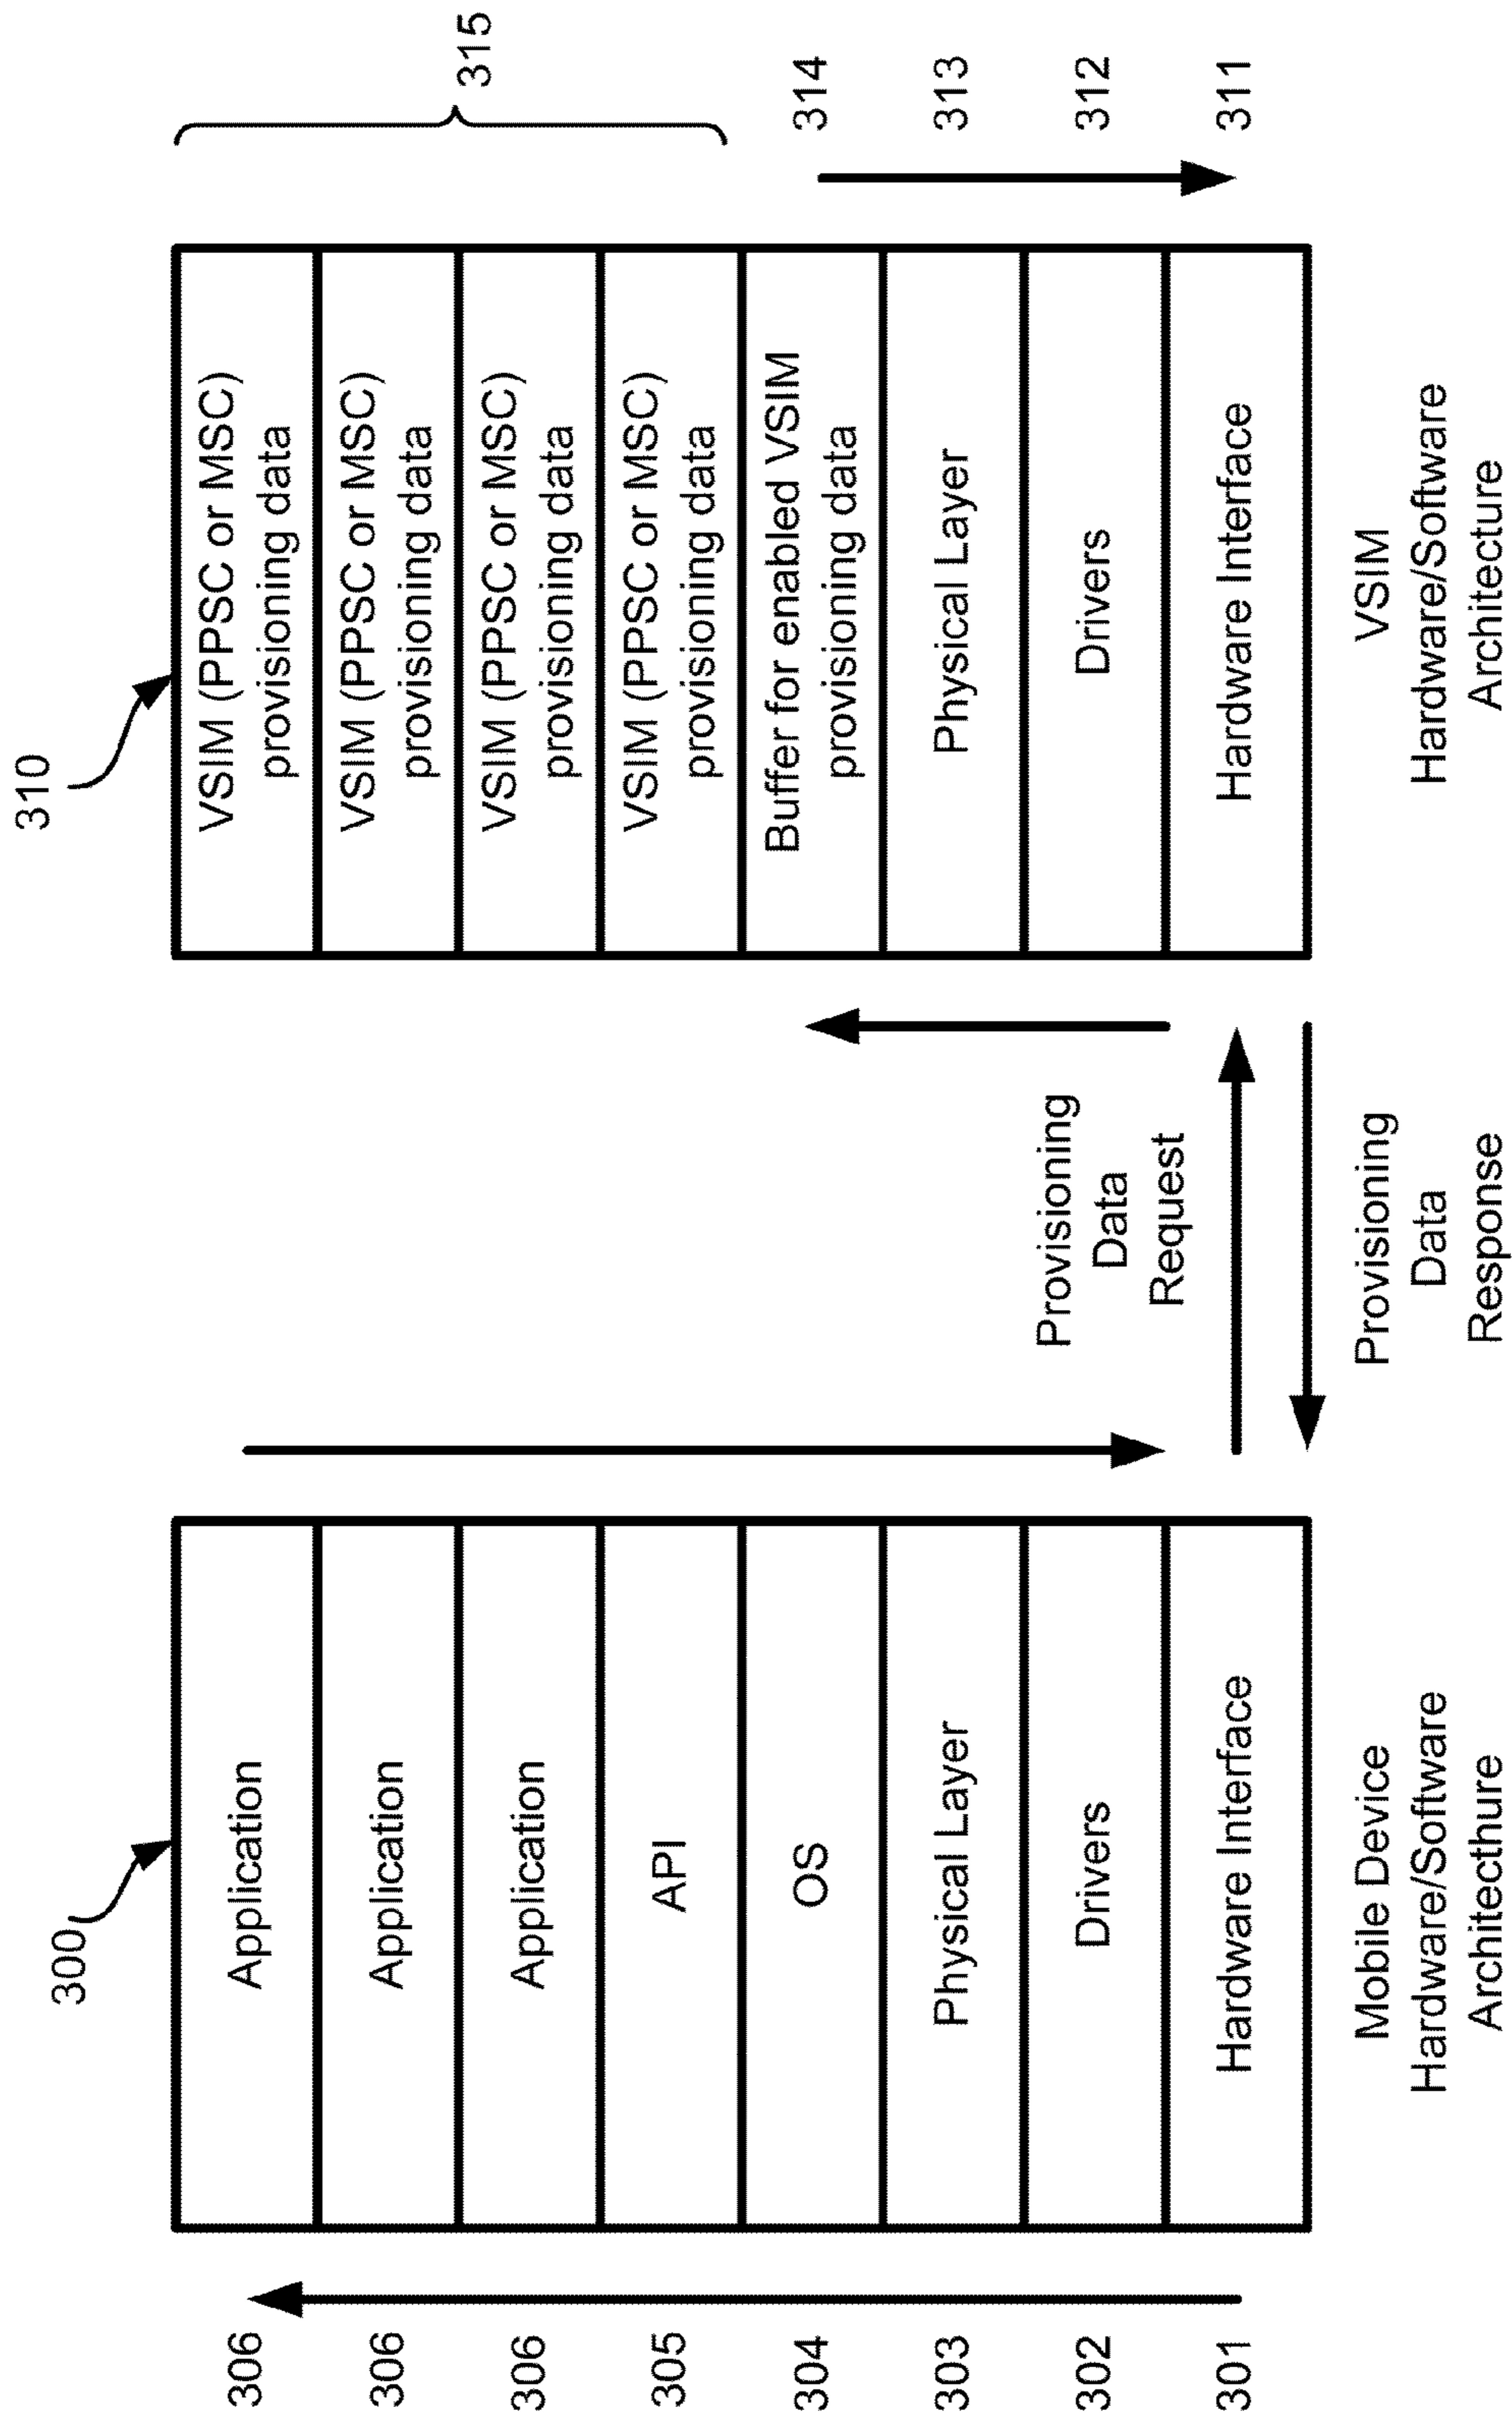 300
310
306
Application
306
Application
306
Application
305
API
304
OS
303
Physical Layer
302
Drivers
301
Hardware Interface
Mobile Device
Hardware/Software
Architecthure
Provisioning
Data
Request
Provisioning
Data
Response
VSIM (PPSC or MSC)
provisioning data
VSIM (PPSC or MSC)
provisioning data
VSIM (PPSC or MSC)
provisioning data
VSIM (PPSC or MSC)
provisioning data
315
Buffer for enabled VSIM
provisioning data
314
Physical Layer
313
Drivers
312
Hardware Interface
311
VSIM
Hardware/Software
Architecture